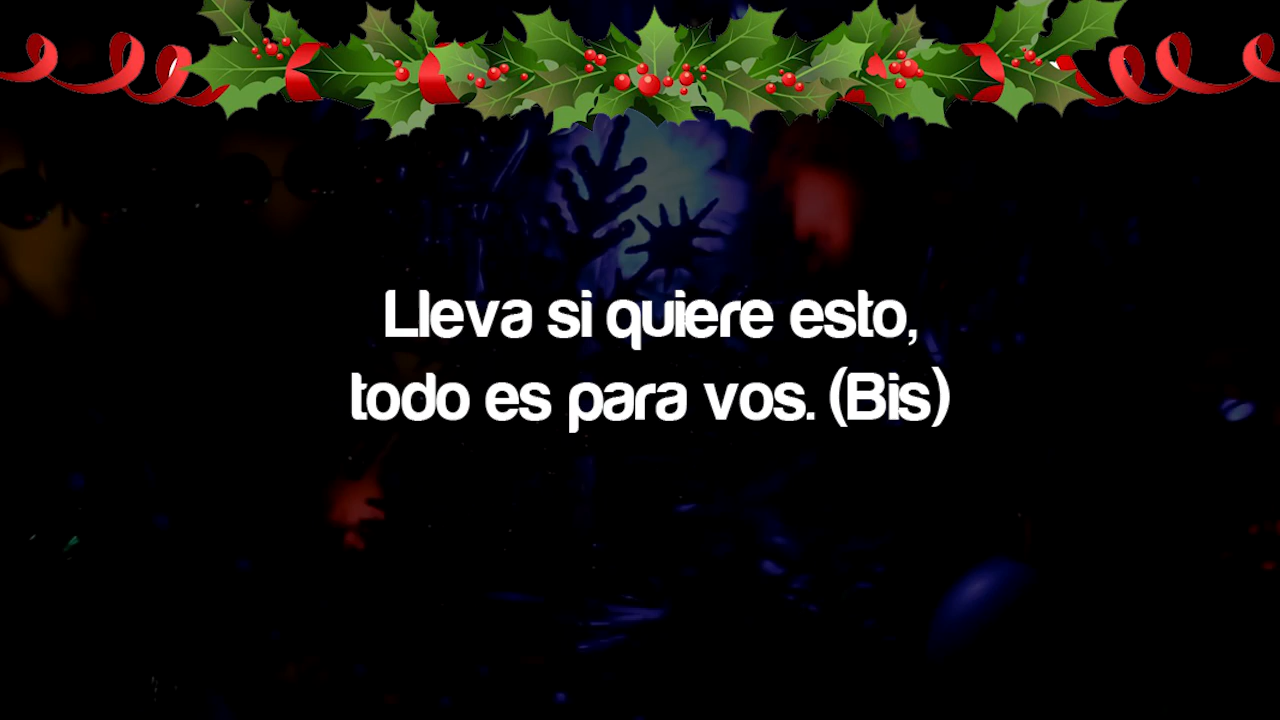 Lleva si quiere esto,
todo es para vos. (Bis)